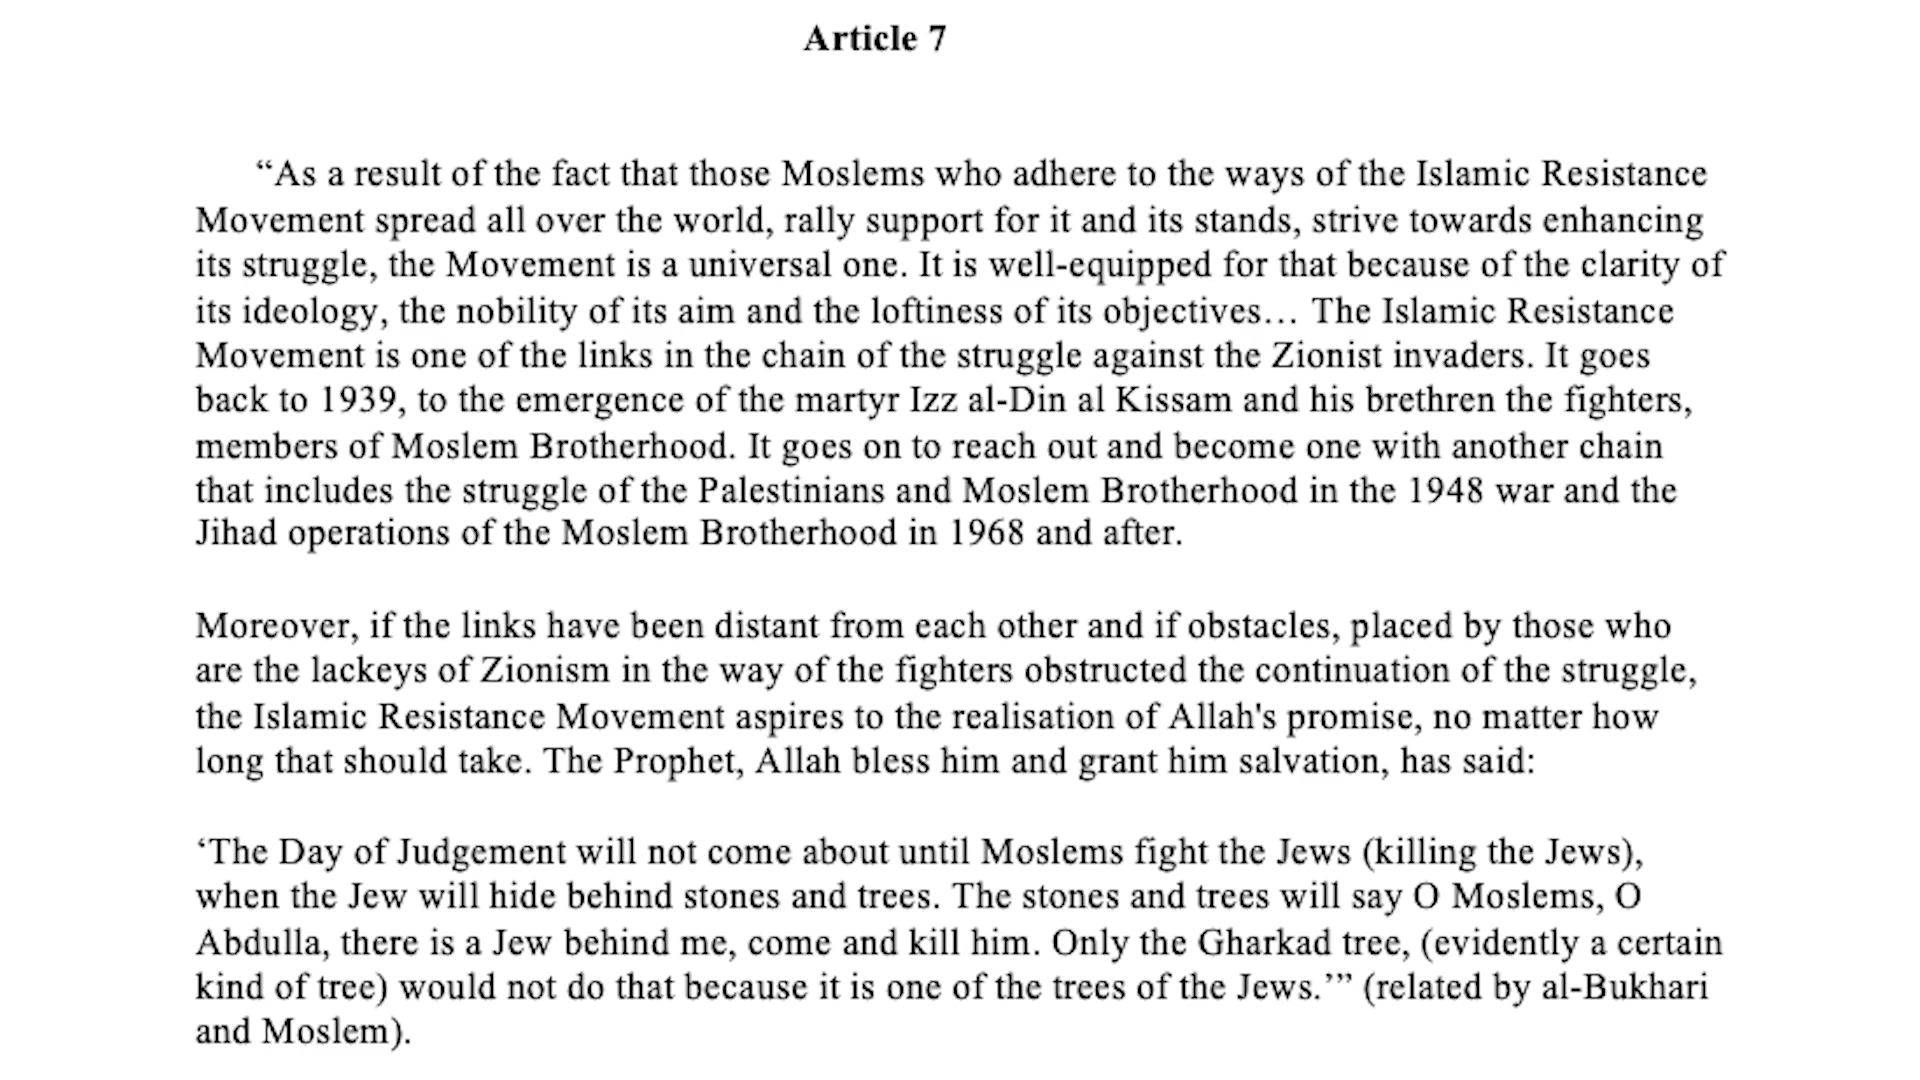 Article 7
“As a result of the fact that those Moslems who adhere to the ways of the Islamic Resistance
Movement spread all over the world, rally support for it and its stands, strive towards enhancing
its struggle, the Movement is a universal one. It is well-equipped for that because of the clarity of
its ideology, the nobility of its aim and the loftiness of its objectives… The Islamic Resistance
Movement is one of the links in the chain of the struggle against the Zionist invaders. It goes
back to 1939, to the emergence of the martyr Izz al-Din al Kissam and his brethren the fighters,
members of Moslem Brotherhood. It goes on to reach out and become one with another chain
that includes the struggle of the Palestinians and Moslem Brotherhood in the 1948 war and the
Jihad operations of the Moslem Brotherhood in 1968 and after.
Moreover, if the links have been distant from each other and if obstacles, placed by those who
are the lackeys of Zionism in the way of the fighters obstructed the continuation of the struggle,
the Islamic Resistance Movement aspires to the realisation of Allah's promise, no matter how
long that should take. The Prophet, Allah bless him and grant him salvation, has said:
‘The Day of Judgement will not come about until Moslems fight the Jews (killing the Jews),
when the Jew will hide behind stones and trees. The stones and trees will say O Moslems, O
Abdulla, there is a Jew behind me, come and kill him. Only the Gharkad tree, (evidently a certain
kind of tree) would not do that because it is one of the trees of the Jews.’” (related by al-Bukhari
and Moslem).